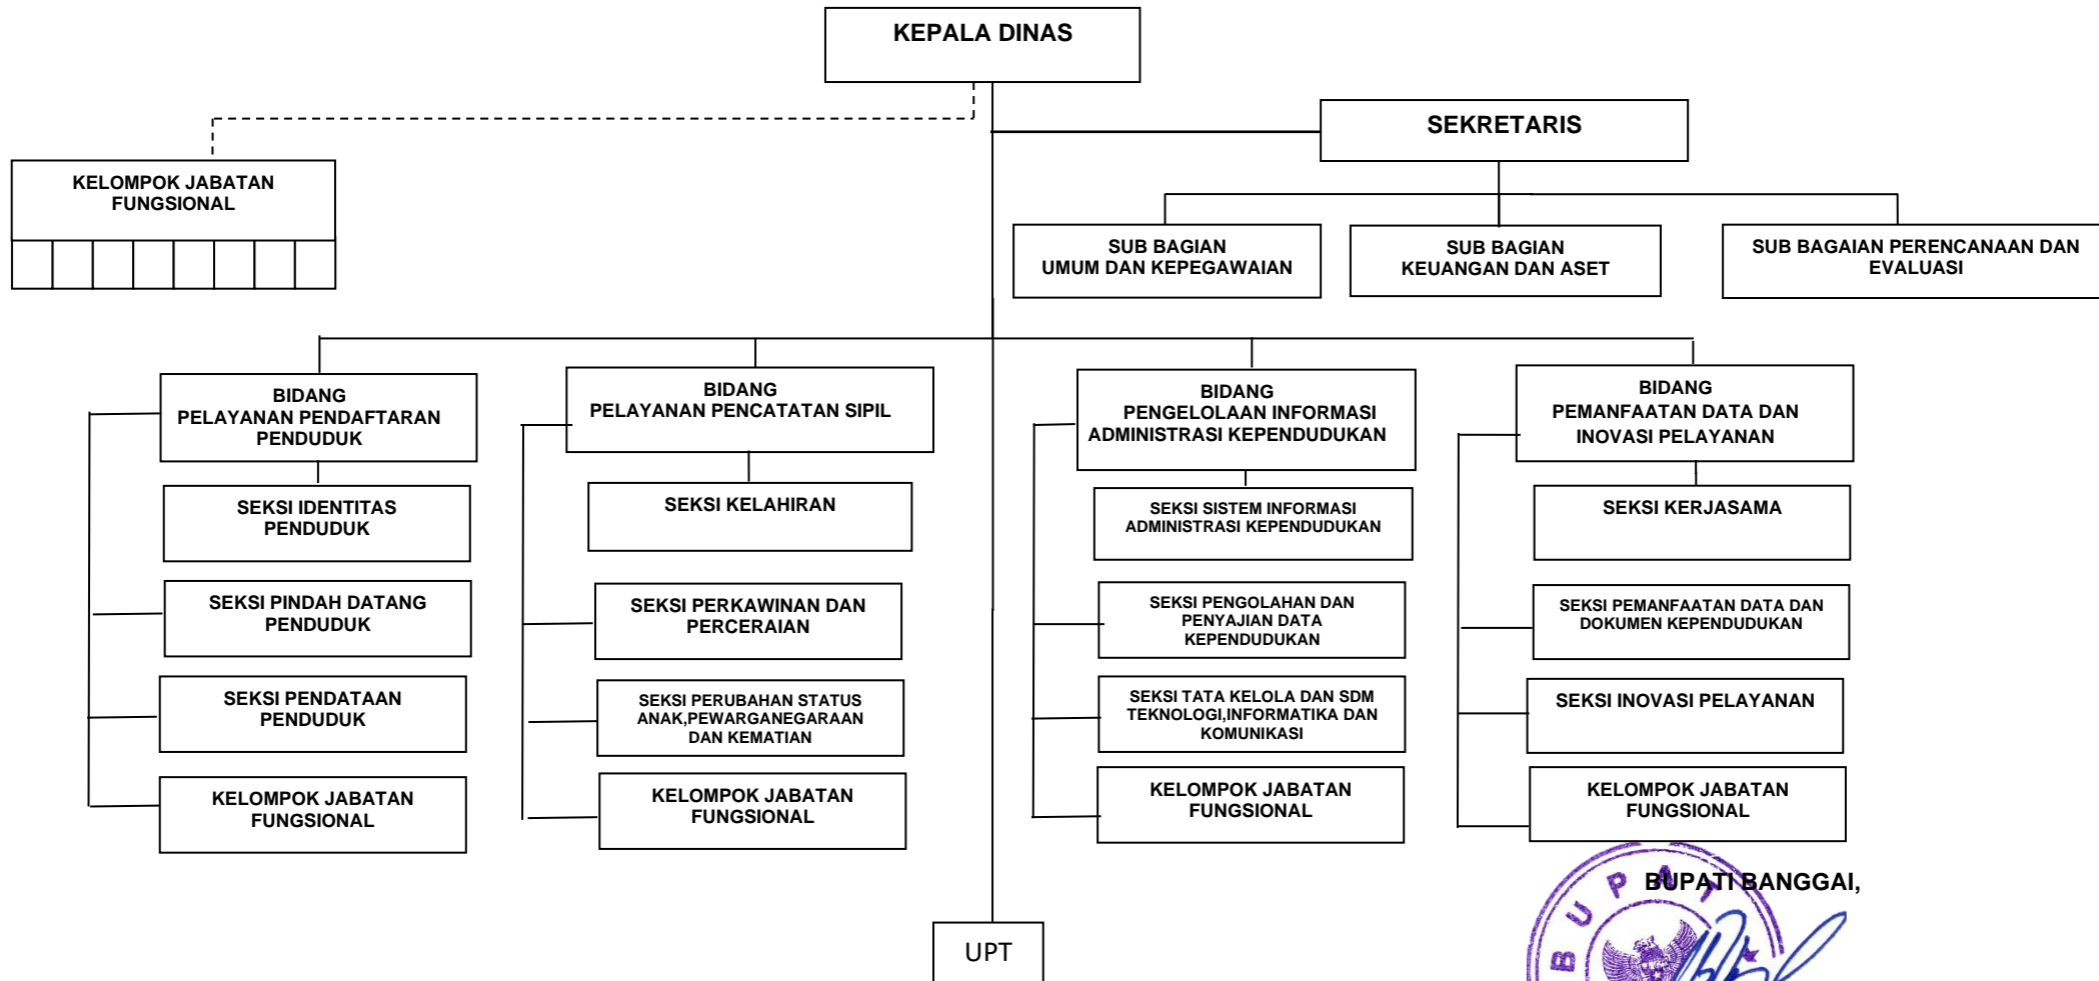 KEPALA DINAS
SEKRETARIS
KELOMPOK JABATAN
FUNGSIONAL
SUB BAGIAN
UMUM DAN KEPEGAWAIAN
SUB BAGIAN
KEUANGAN DAN ASET
SUB BAGAIAN PERENCANAAN DAN
EVALUASI
BIDANG
PELAYANAN PENDAFTARAN
PENDUDUK
BIDANG
PELAYANAN PENCATATAN SIPIL
BIDANG
PENGELOLAAN INFORMASI
ADMINISTRASI KEPENDUDUKAN
BIDANG
PEMANFAATAN DATA DAN
INOVASI PELAYANAN
SEKSI IDENTITAS
PENDUDUK
SEKSI KELAHIRAN
SEKSI SISTEM INFORMASI
ADMINISTRASI KEPENDUDUKAN
SEKSI KERJASAMA
SEKSI PINDAH DATANG
PENDUDUK
SEKSI PERKAWINAN DAN
PERCERAIAN
SEKSI PENGOLAHAN DAN
PENYAJIAN DATA
KEPENDUDUKAN
SEKSI PEMANFAATAN DATA DAN
DOKUMEN KEPENDUDUKAN
SEKSI PENDATAAN
PENDUDUK
SEKSI PERUBAHAN STATUS
ANAK,PEWARGANEGARAAN
DAN KEMATIAN
SEKSI TATA KELOLA DAN SDM
TEKNOLOGI,INFORMATIKA DAN
KOMUNIKASI
SEKSI INOVASI PELAYANAN
KELOMPOK JABATAN
FUNGSIONAL
KELOMPOK JABATAN
FUNGSIONAL
KELOMPOK JABATAN
FUNGSIONAL
KELOMPOK JABATAN
FUNGSIONAL
BUPATI BANGGAI,
BUPAT
UPT